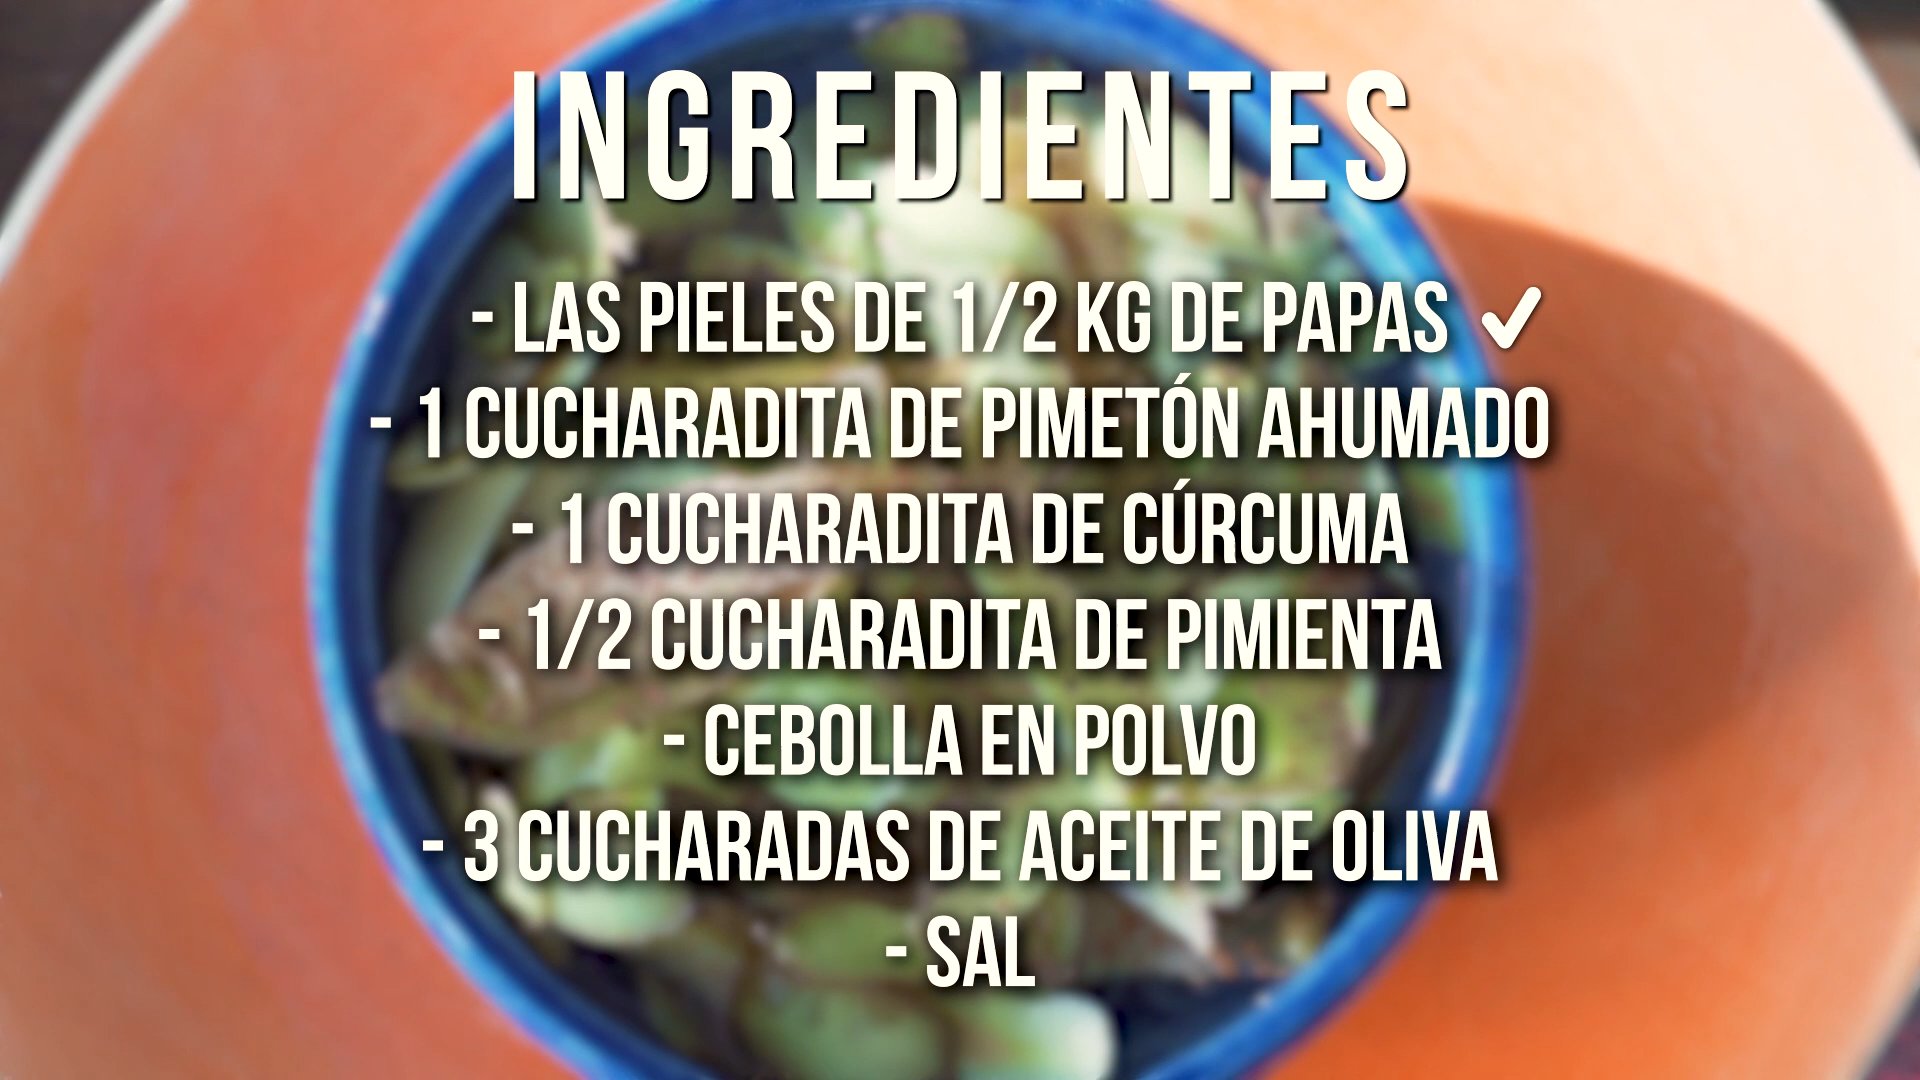 INGREDIENTES
- LAS PIELES DE 1/2 KG DE PAPAS ✓
- 1 CUCHARADITA DE PIMETÓN AHUMADO
- 1 CUCHARADITA DE CÚRCUMA
- 1/2 CUCHARADITA DE PIMIENTA
- CEBOLLA EN POLVO
- 3 CUCHARADAS DE ACEITE DE OLIVA
- SAL